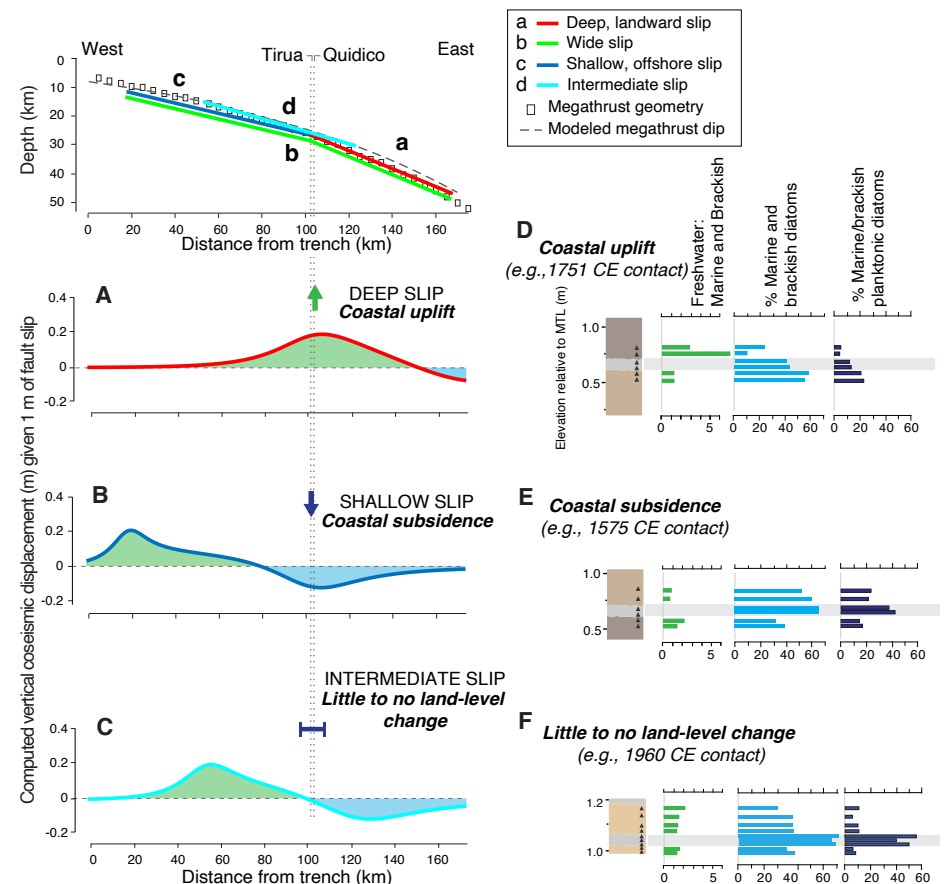 West
Tirua
Quidico
East
0
10
20
30
40
50
Depth (km)
c
d
a
b
0
20
40
60
80
100
120
140
160
Distance from trench (km)
a Deep, landward slip
b Wide slip
c Shallow, offshore slip
d Intermediate slip
Megathrust geometry
Modeled megathrust dip
Computed vertical coseismic displacement (m) given 1 m of fault slip
A
DEEP SLIP
Coastal uplift
0.4
0.2
0
-0.2
B
SHALLOW SLIP
Coastal subsidence
0.4
0.2
0
-0.2
C
INTERMEDIATE SLIP
Little to no land-level
change
0.4
0.2
0
-0.2
0
20
40
60
80
100
120
140
160
Distance from trench (km)
D
Coastal uplift
(e.g.,1751 CE contact)
Freshwater:
Marine and Brackish
% Marine and
brackish diatoms
% Marine/brackish
planktonic diatoms
Elevation relative to MTL (m)
1.0
0.5
0 5
0 20 40 60
0 20 40 60
E
Coastal subsidence
(e.g., 1575 CE contact)
1.0
0.5
0 5
0 20 40 60
0 20 40 60
F
Little to no land-level change
(e.g., 1960 CE contact)
1.2
1.0
0 5
0 20 40 60
0 20 40 60